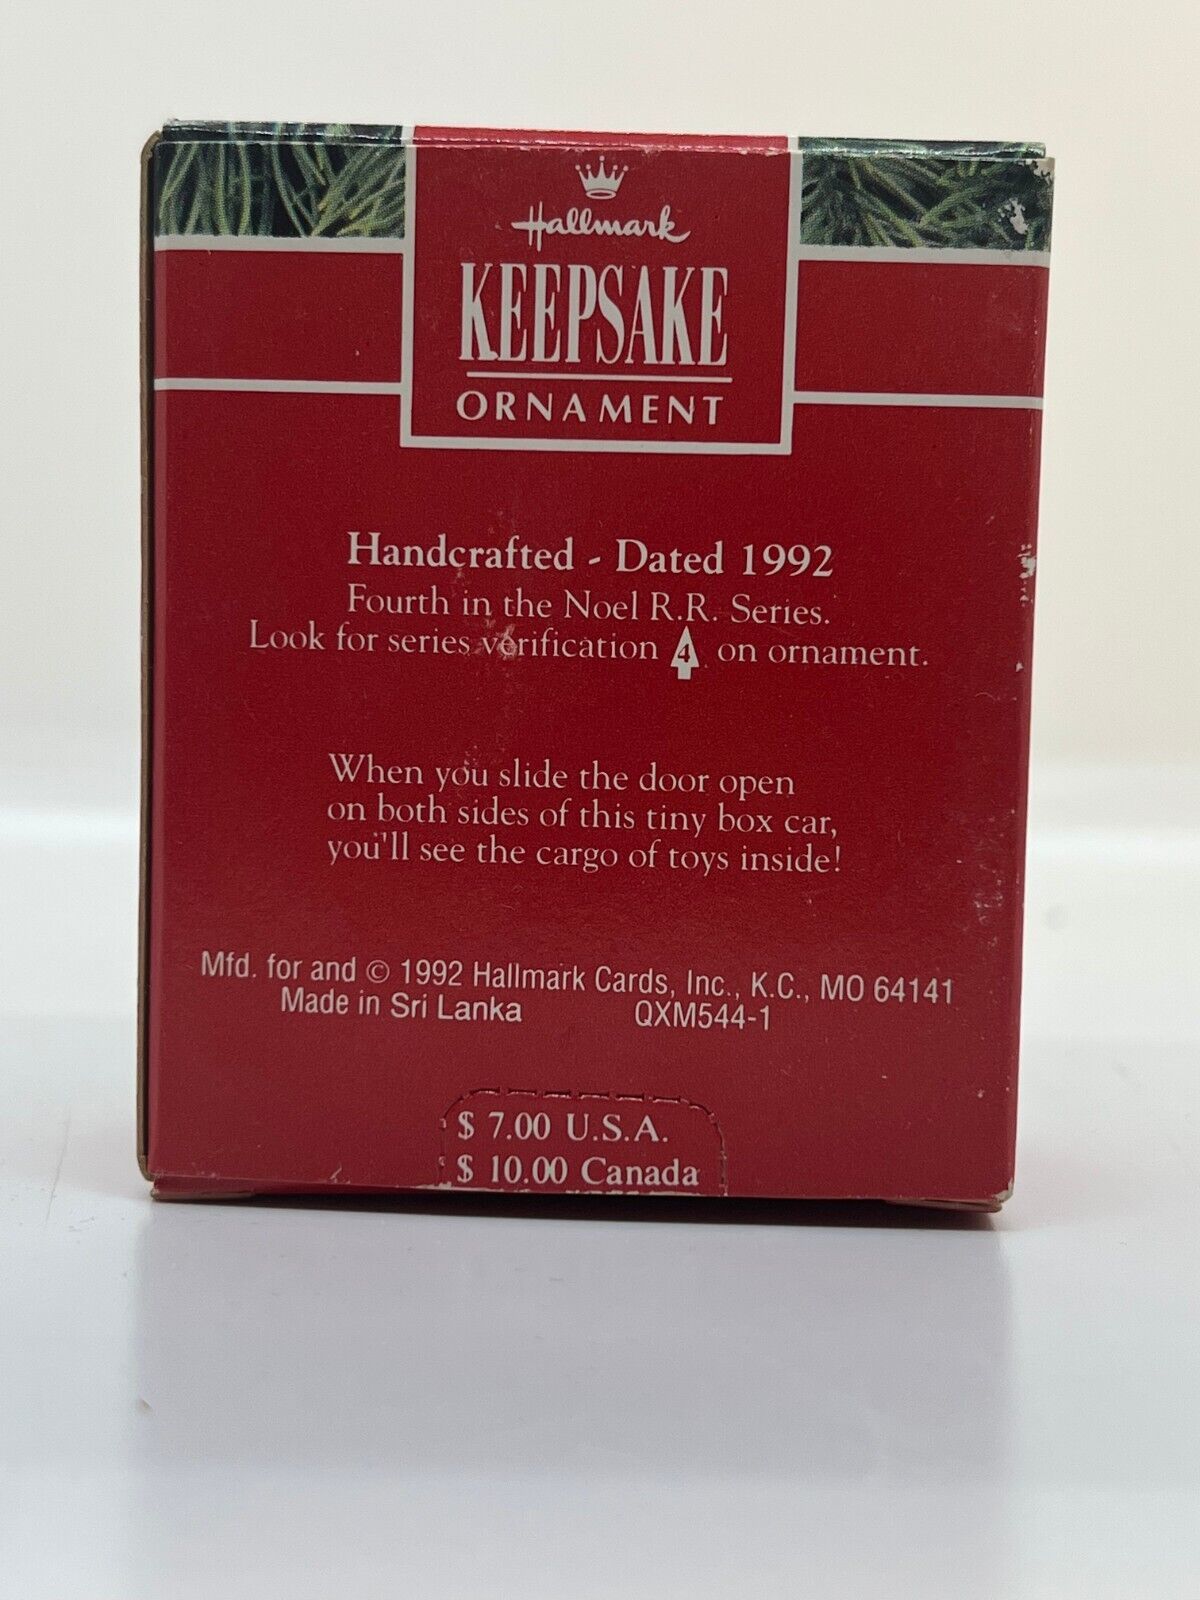 Hallmark
KEEPSAKE
ORNAMENT
Handcrafted - Dated 1992
Fourth in the Noel R.R. Series.
Look for series verification 4 on ornament.
When you slide the door open
on both sides of this tiny box car,
you'll see the cargo of toys inside!
Mfd. for and © 1992 Hallmark Cards, Inc., K.C., MO 64141
Made in Sri Lanka QXM544-1
$ 7.00 U.S.A.
$ 10.00 Canada